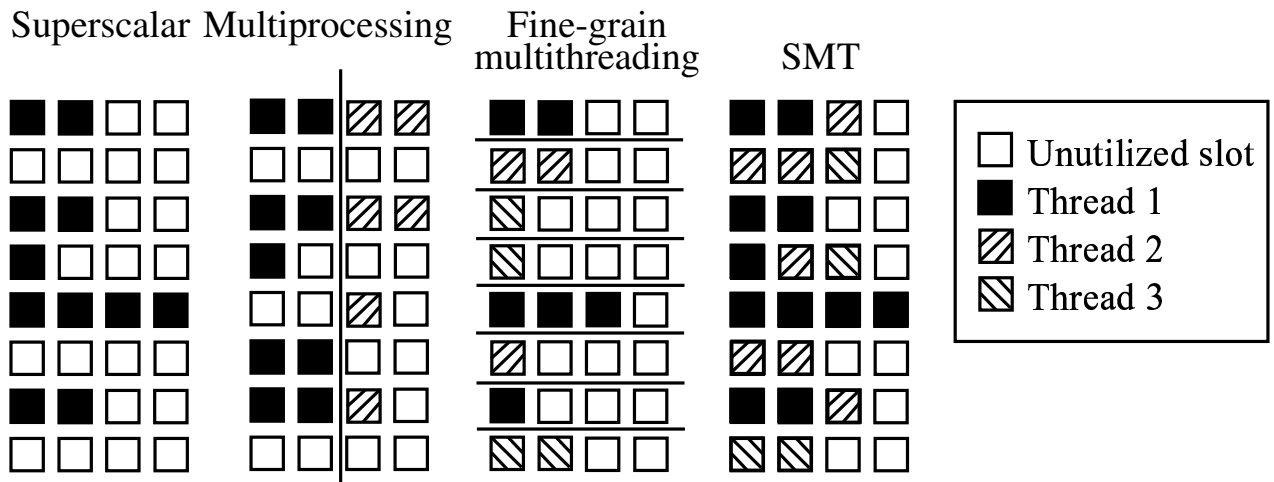 Superscalar
Multiprocessing
Fine-grain
multithreading
SMT
Unutilized slot
Thread 1
Thread 2
Thread 3